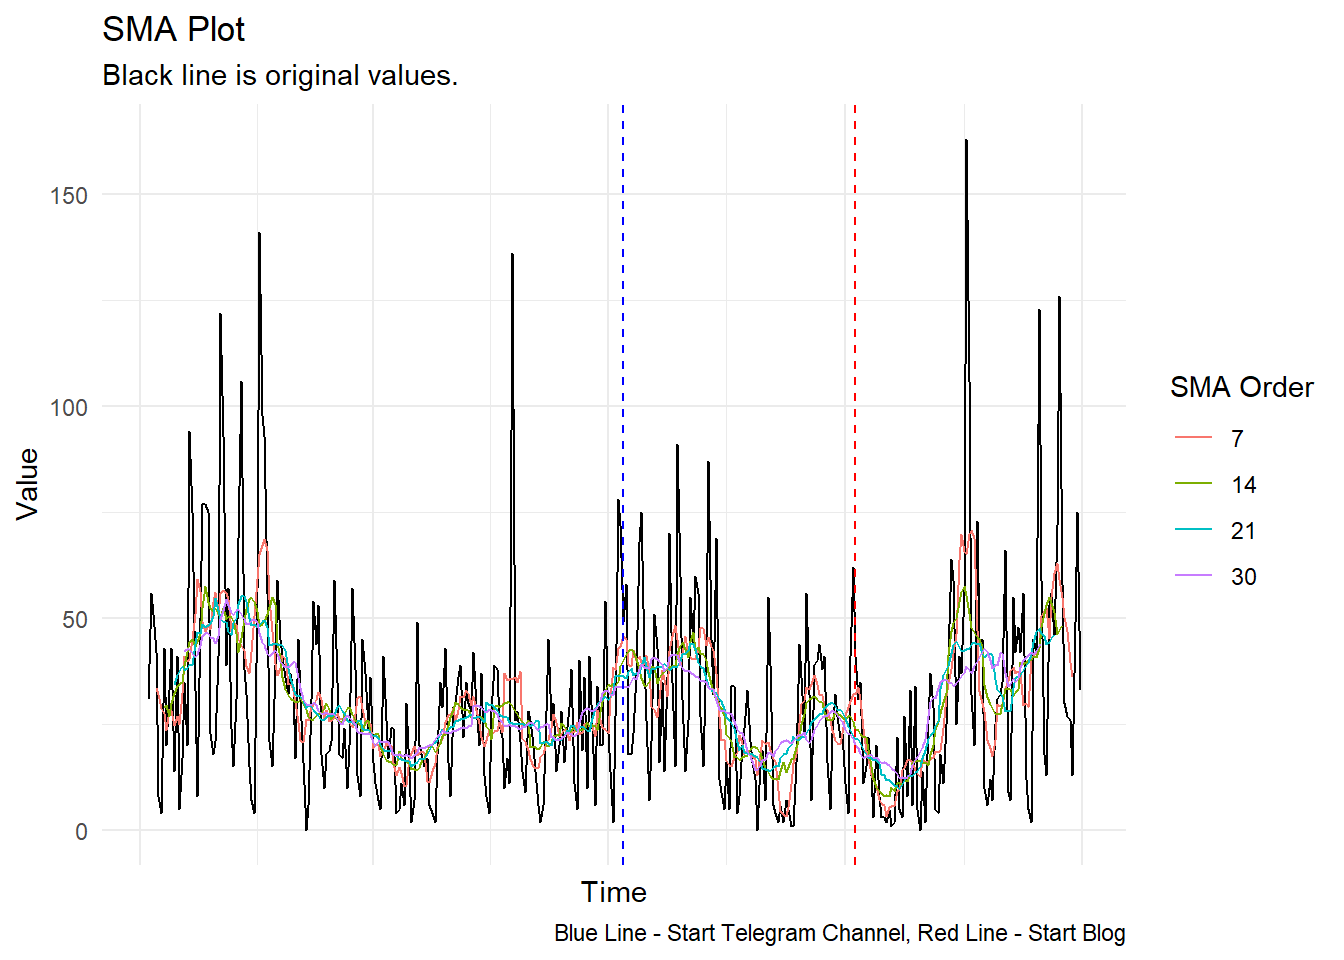 SMA Plot
Black line is original values.
150
100
50
0
Value
Time
SMA Order
7
14
21
30
Blue Line - Start Telegram Channel, Red Line - Start Blog